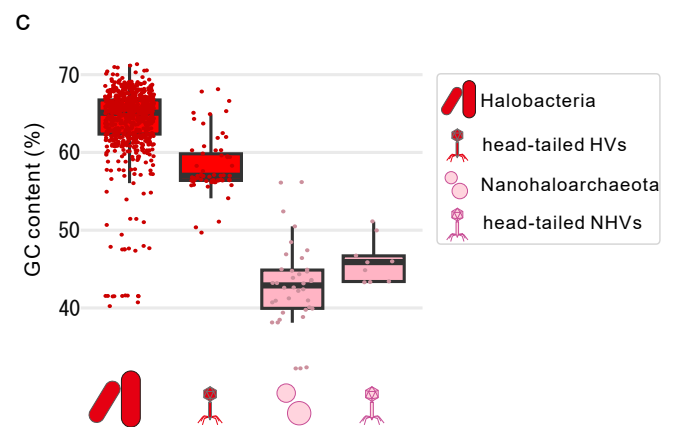 C
GC content (%)
70
60
50
40
Halobacteria
head-tailed HVs
Nanohaloarchaeota
head-tailed NHVs